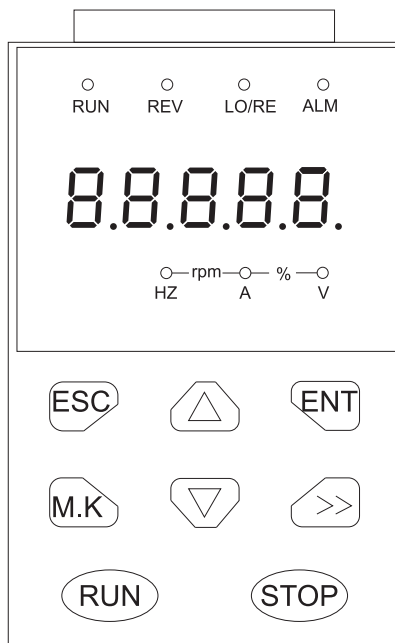 RUN REV LO/RE ALM
8.8.8.8.8.
rpm %
HZ A V
ESC ENT
M.K >>
RUN STOP